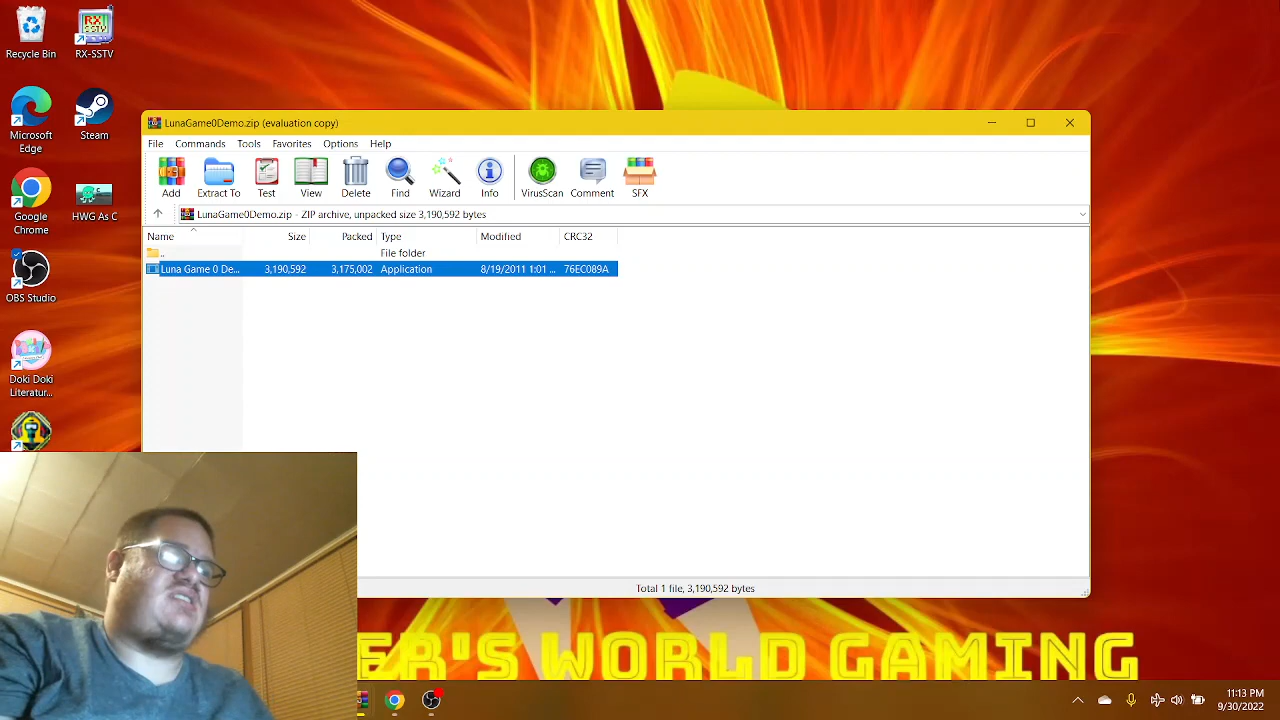 Recycle Bin
RX-SSTV
Microsoft
Edge
Steam
Google
Chrome
HWG As C
OBS Studio
Doki Doki
Literatur...
LunaGame0Demo.zip (evaluation copy)
File Commands Tools Favorites Options Help
Add Extract To Test View Delete Find Wizard Info VirusScan Comment SFX
LunaGame0Demo.zip - ZIP archive, unpacked size 3,190,592 bytes
Name Size Packed Type Modified CRC32
.. File folder
Luna Game 0 De... 3,190,592 3,175,002 Application 8/19/2011 1:01 ... 76EC089A
Total 1 file, 3,190,592 bytes
ER'S WORLD GAMING
11:13 PM
9/30/2022